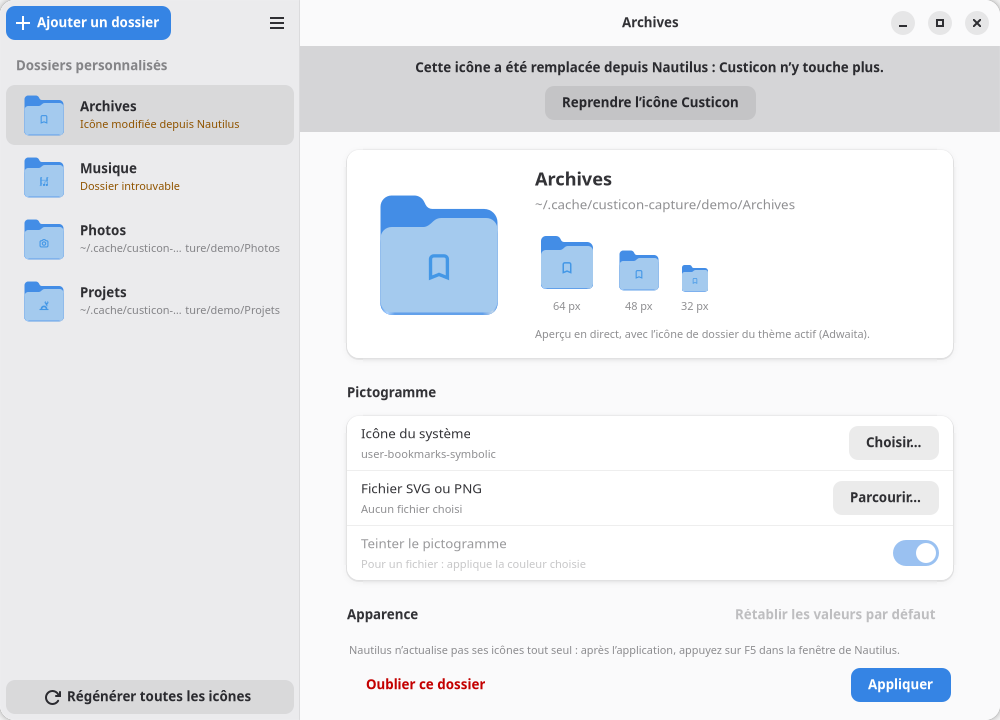 Ajouter un dossier
Dossiers personnalisés
Archives
Icône modifiée depuis Nautilus
Musique
Dossier introuvable
Photos
~/.cache/custicon-… ture/demo/Photos
Projets
~/.cache/custicon-… ture/demo/Projets
Régénérer toutes les icônes
Archives
Cette icône a été remplacée depuis Nautilus : Custicon n’y touche plus.
Reprendre l’icône Custicon
Archives
~/.cache/custicon-capture/demo/Archives
64 px
48 px
32 px
Aperçu en direct, avec l’icône de dossier du thème actif (Adwaita).
Pictogramme
Icône du système
user-bookmarks-symbolic
Choisir…
Fichier SVG ou PNG
Aucun fichier choisi
Parcourir…
Teinter le pictogramme
Pour un fichier : applique la couleur choisie
Apparence
Rétablir les valeurs par défaut
Nautilus n’actualise pas ses icônes tout seul : après l’application, appuyez sur F5 dans la fenêtre de Nautilus.
Oublier ce dossier
Appliquer